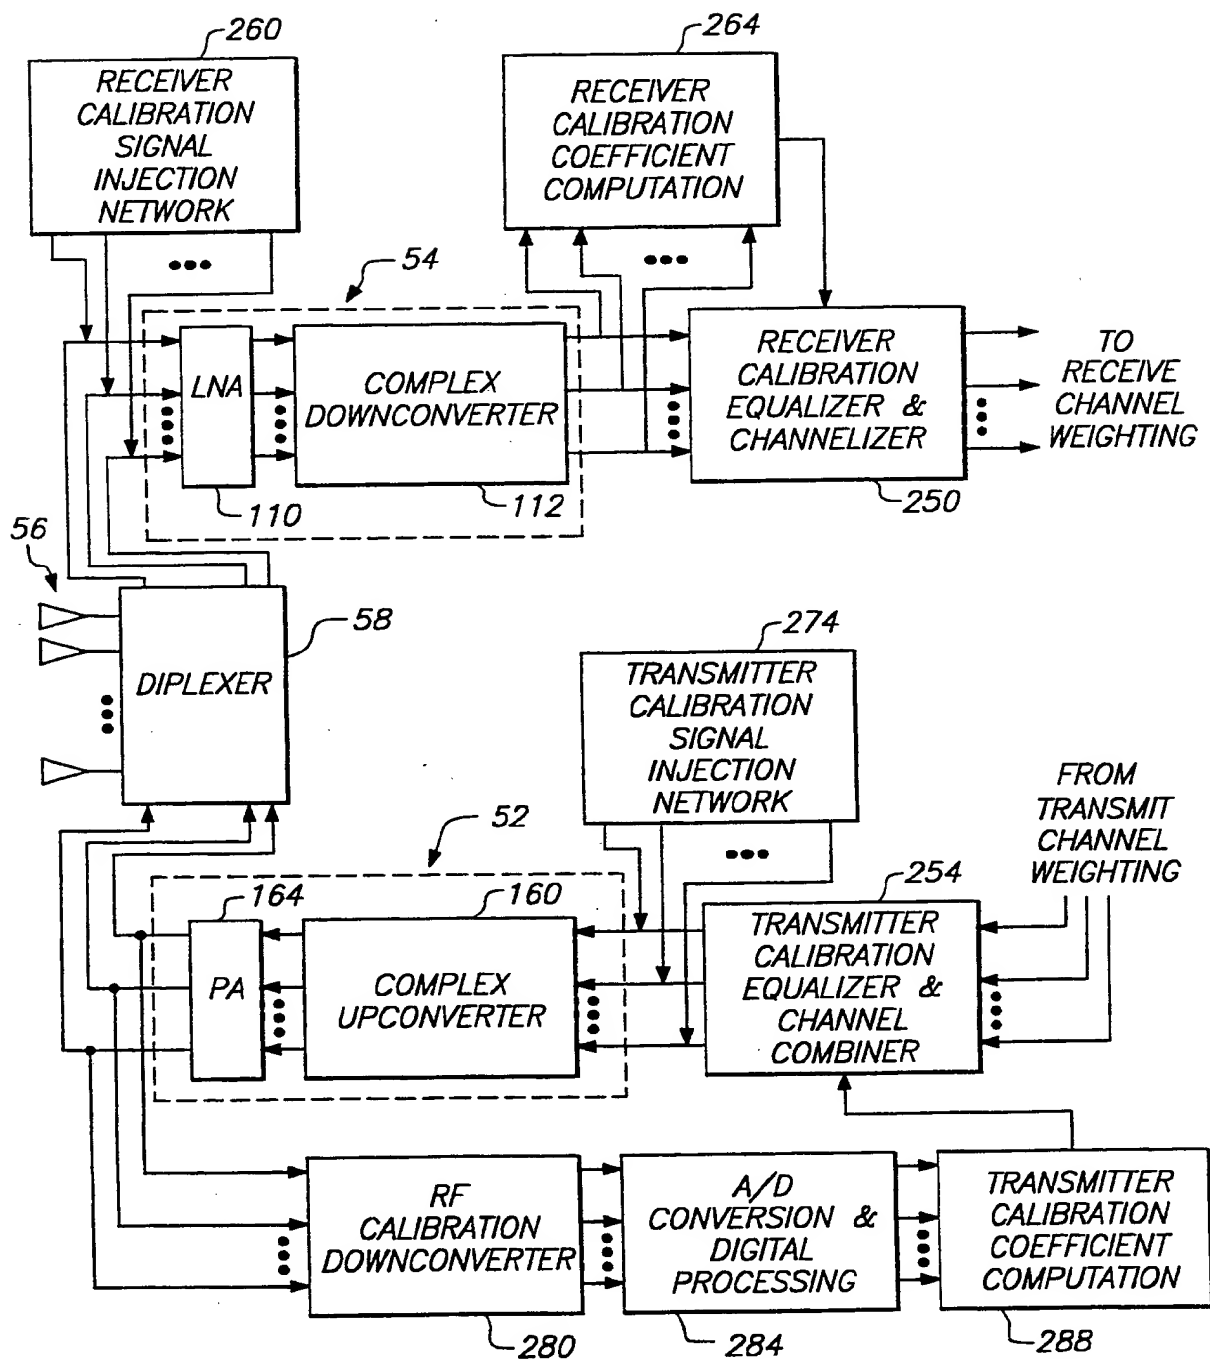 260
RECEIVER
CALIBRATION
SIGNAL
INJECTION
NETWORK
264
RECEIVER
CALIBRATION
COEFFICIENT
COMPUTATION
54
LNA
110
COMPLEX
DOWNCONVERTER
112
RECEIVER
CALIBRATION
EQUALIZER &
CHANNELIZER
250
TO
RECEIVE
CHANNEL
WEIGHTING
56
DIPLEXER
58
274
TRANSMITTER
CALIBRATION
SIGNAL
INJECTION
NETWORK
FROM
TRANSMIT
CHANNEL
WEIGHTING
52
164
PA
160
COMPLEX
UPCONVERTER
254
TRANSMITTER
CALIBRATION
EQUALIZER &
CHANNEL
COMBINER
RF
CALIBRATION
DOWNCONVERTER
280
A/D
CONVERSION &
DIGITAL
PROCESSING
284
TRANSMITTER
CALIBRATION
COEFFICIENT
COMPUTATION
288